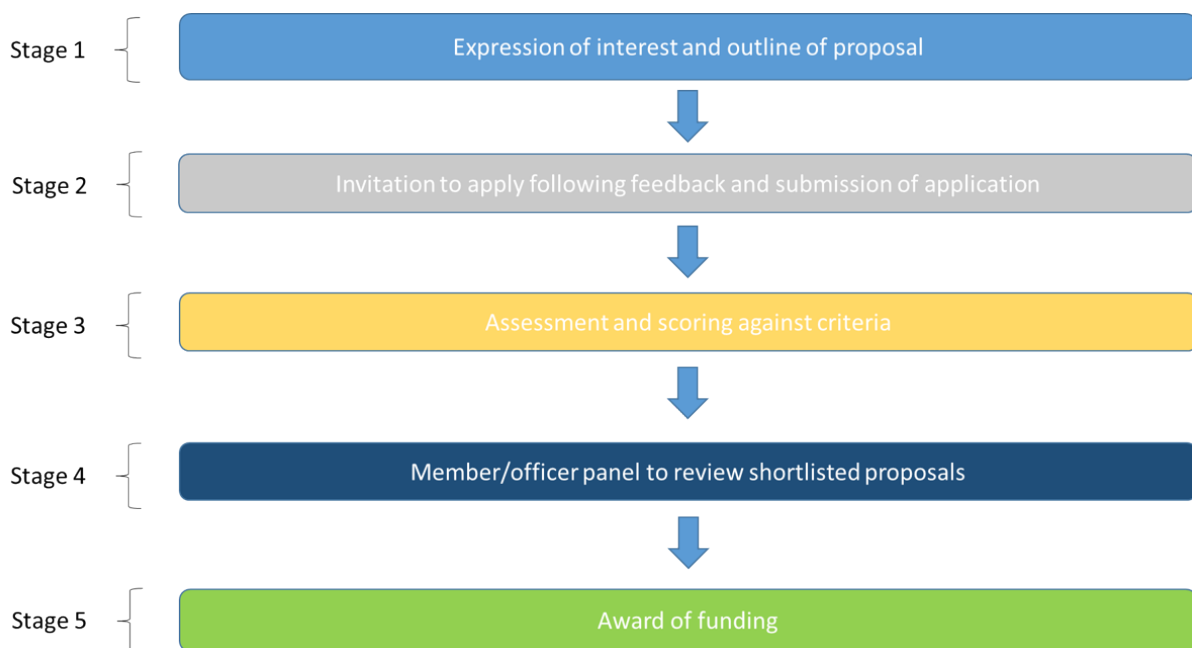 Stage 1
Expression of interest and outline of proposal
Stage 2
Invitation to apply following feedback and submission of application
Stage 3
Assessment and scoring against criteria
Stage 4
Member/officer panel to review shortlisted proposals
Stage 5
Award of funding